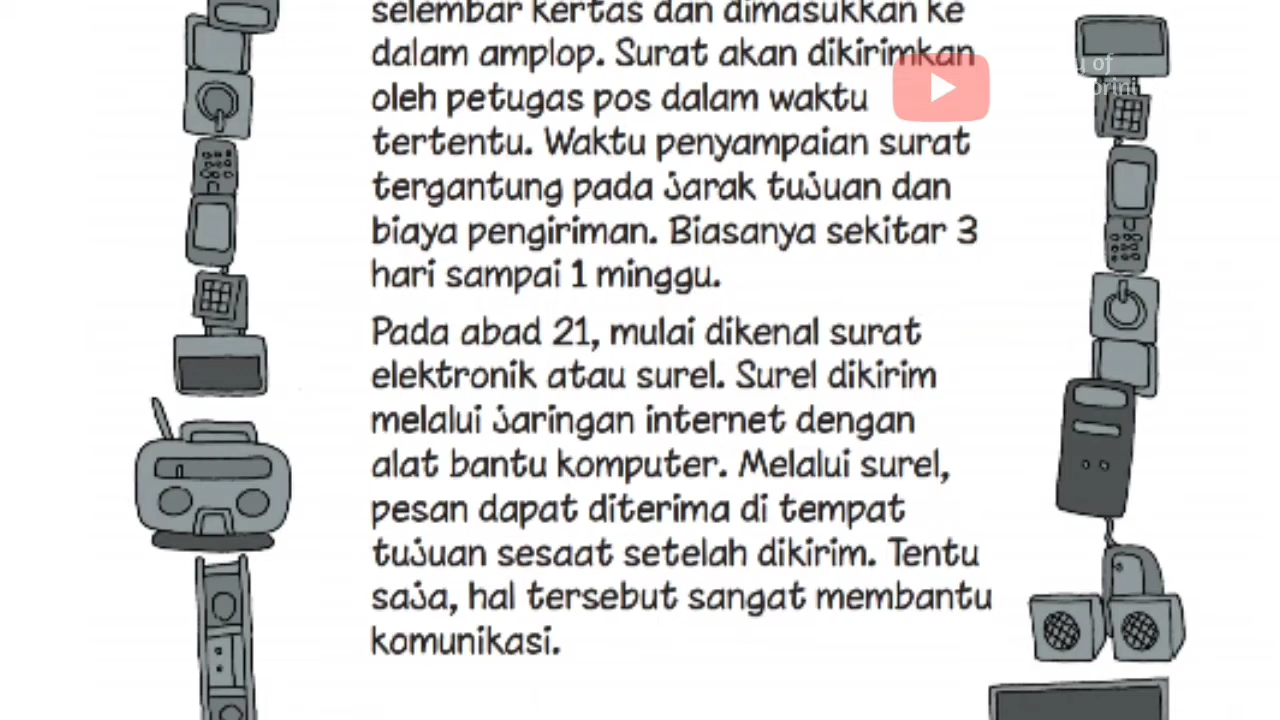 selembar kertas dan dimasukkan ke
dalam amplop. Surat akan dikirimkan
oleh petugas pos dalam waktu
tertentu. Waktu penyampaian surat
tergantung pada jarak tujuan dan
biaya pengiriman. Biasanya sekitar 3
hari sampai 1 minggu.
Pada abad 21, mulai dikenal surat
elektronik atau surel. Surel dikirim
melalui jaringan internet dengan
alat bantu komputer. Melalui surel,
pesan dapat diterima di tempat
tujuan sesaat setelah dikirim. Tentu
saja, hal tersebut sangat membantu
komunikasi.
of